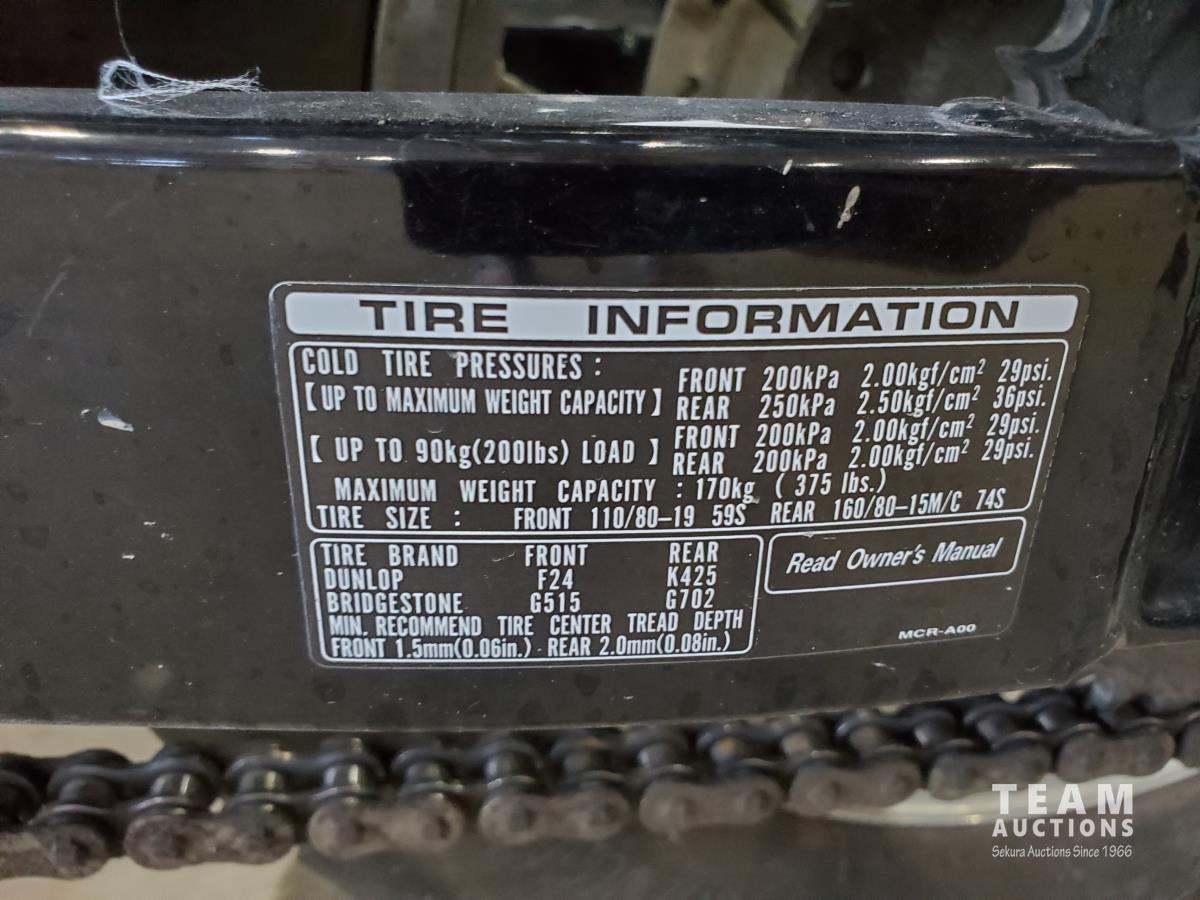 TIRE INFORMATION
COLD TIRE PRESSURES :
【 UP TO MAXIMUM WEIGHT CAPACITY 】 FRONT 200kPa 2.00kgf/cm² 29psi.
REAR 250kPa 2.50kgf/cm² 36psi.
【 UP TO 90kg(200lbs) LOAD 】 FRONT 200kPa 2.00kgf/cm² 29psi.
REAR 200kPa 2.00kgf/cm² 29psi.
MAXIMUM WEIGHT CAPACITY : 170kg ( 375 lbs.)
TIRE SIZE : FRONT 110/80–19 59S REAR 160/80–15M/C 74S
TIRE BRAND FRONT REAR
DUNLOP F24 K425
BRIDGESTONE G515 G702
MIN. RECOMMEND TIRE CENTER TREAD DEPTH
FRONT 1.5mm(0.06in.) · REAR 2.0mm(0.08in.)
Read Owner's Manual
MCR-A00
TEAM
AUCTIONS
Sekura Auctions Since 1966